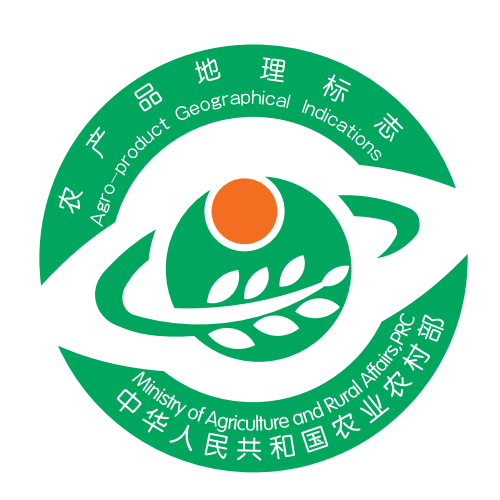 农产品地理标志
Agro-product Geographical Indications
Ministry of Agriculture and Rural Affairs,PRC
中华人民共和国农业农村部